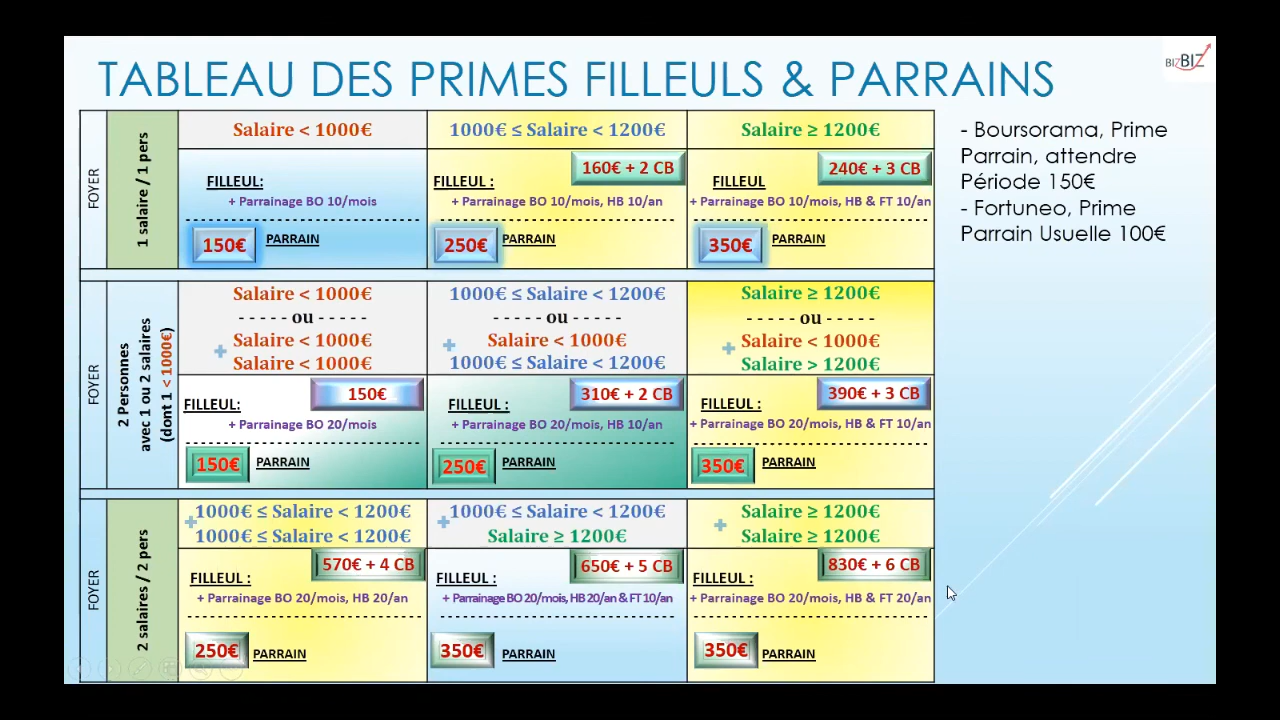 TABLEAU DES PRIMES FILLEULS & PARRAINS
BIZBIZ
FOYER
1 salaire / 1 pers
Salaire < 1000€
1000€ ≤ Salaire < 1200€
Salaire ≥ 1200€
FILLEUL:
+ Parrainage BO 10/mois
150€ PARRAIN
160€ + 2 CB
FILLEUL :
+ Parrainage BO 10/mois, HB 10/an
250€ PARRAIN
240€ + 3 CB
FILLEUL
+ Parrainage BO 10/mois, HB & FT 10/an
350€ PARRAIN
FOYER
2 Personnes
avec 1 ou 2 salaires
(dont 1 < 1000€)
Salaire < 1000€
- - - - - ou - - - - -
Salaire < 1000€
+
Salaire < 1000€
1000€ ≤ Salaire < 1200€
- - - - - ou - - - - -
Salaire < 1000€
+
1000€ ≤ Salaire < 1200€
Salaire ≥ 1200€
- - - - - ou - - - - -
Salaire < 1000€
+
Salaire > 1200€
150€
FILLEUL:
+ Parrainage BO 20/mois
150€ PARRAIN
310€ + 2 CB
FILLEUL :
+ Parrainage BO 20/mois, HB 10/an
250€ PARRAIN
390€ + 3 CB
FILLEUL :
+ Parrainage BO 20/mois, HB & FT 10/an
350€ PARRAIN
FOYER
2 salaires / 2 pers
1000€ ≤ Salaire < 1200€
+
1000€ ≤ Salaire < 1200€
1000€ ≤ Salaire < 1200€
+
Salaire ≥ 1200€
Salaire ≥ 1200€
+
Salaire ≥ 1200€
570€ + 4 CB
FILLEUL :
+ Parrainage BO 20/mois, HB 20/an
250€ PARRAIN
650€ + 5 CB
FILLEUL :
+ Parrainage BO 20/mois, HB 20/an & FT 10/an
350€ PARRAIN
830€ + 6 CB
FILLEUL :
+ Parrainage BO 20/mois, HB & FT 20/an
350€ PARRAIN
- Boursorama, Prime
Parrain, attendre
Période 150€
- Fortuneo, Prime
Parrain Usuelle 100€